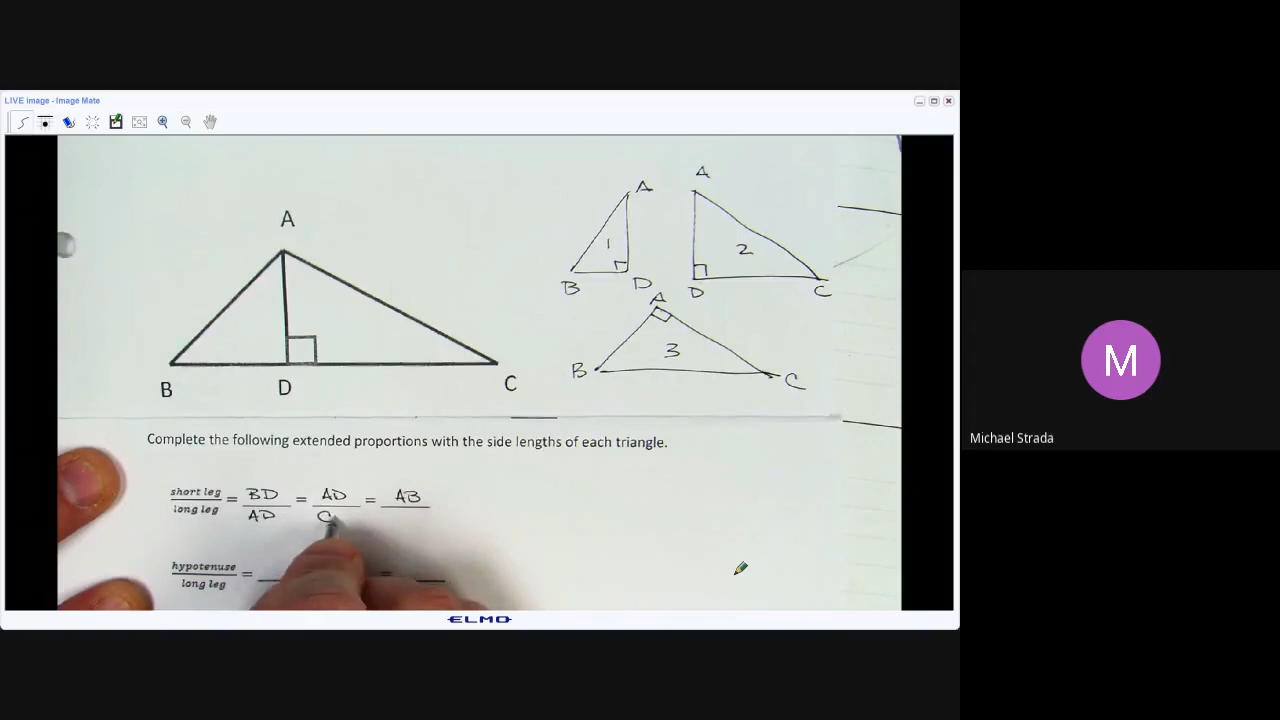 LIVE image - Image Mate
A
A
A
1
2
B
D
D
C
A
3
B
C
B
D
C
Complete the following extended proportions with the side lengths of each triangle.
short leg / long leg = BD / AD = AD / C = AB
hypotenuse / long leg = =
ELMO
M
Michael Strada